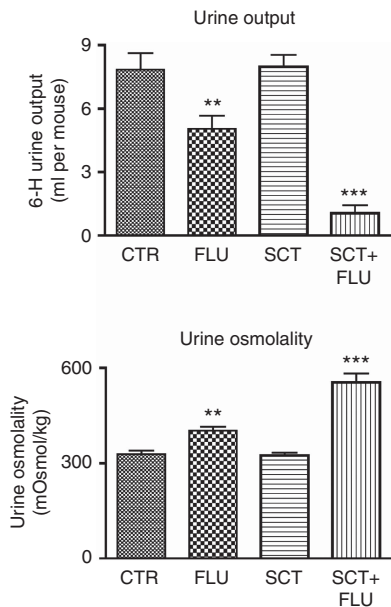 Urine output
6-H urine output
(ml per mouse)
9
6
3
0
**
***
CTR
FLU
SCT
SCT+
FLU
Urine osmolality
Urine osmolality
(mOsmol/kg)
600
300
0
**
***
CTR
FLU
SCT
SCT+
FLU